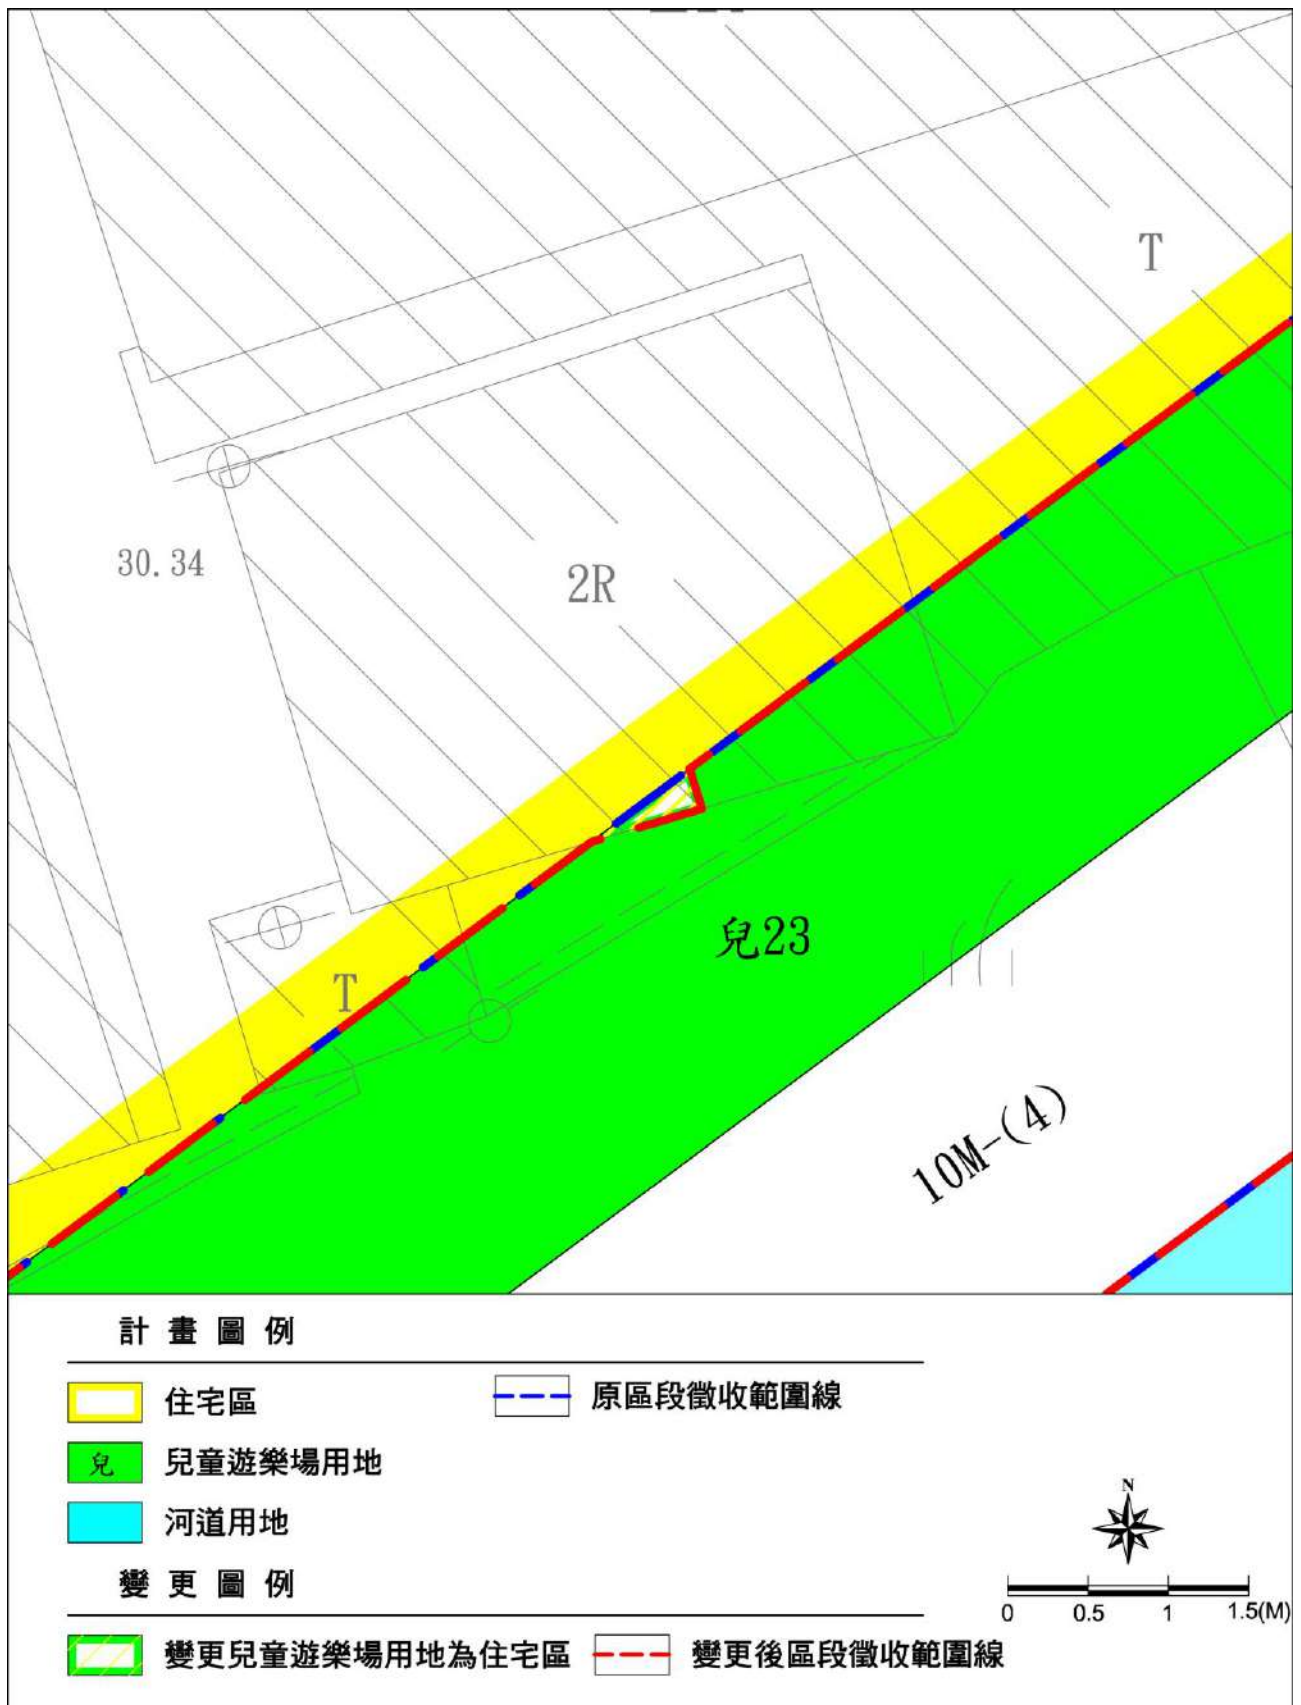 T
30.34
2R
兒23
T
10M-(4)
計畫圖例
住宅區
原區段徵收範圍線
兒 兒童遊樂場用地
河道用地
N
變更圖例
0 0.5 1 1.5(M)
變更兒童遊樂場用地為住宅區
變更後區段徵收範圍線